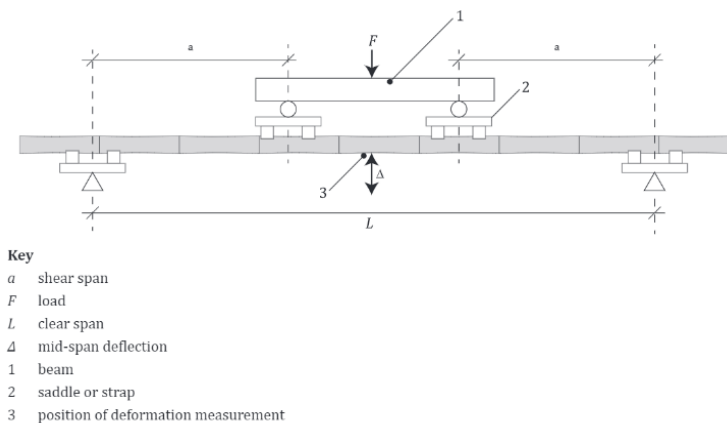 1
a
F
a
2
3
Δ
L
Key
a shear span
F load
L clear span
Δ mid-span deflection
1 beam
2 saddle or strap
3 position of deformation measurement